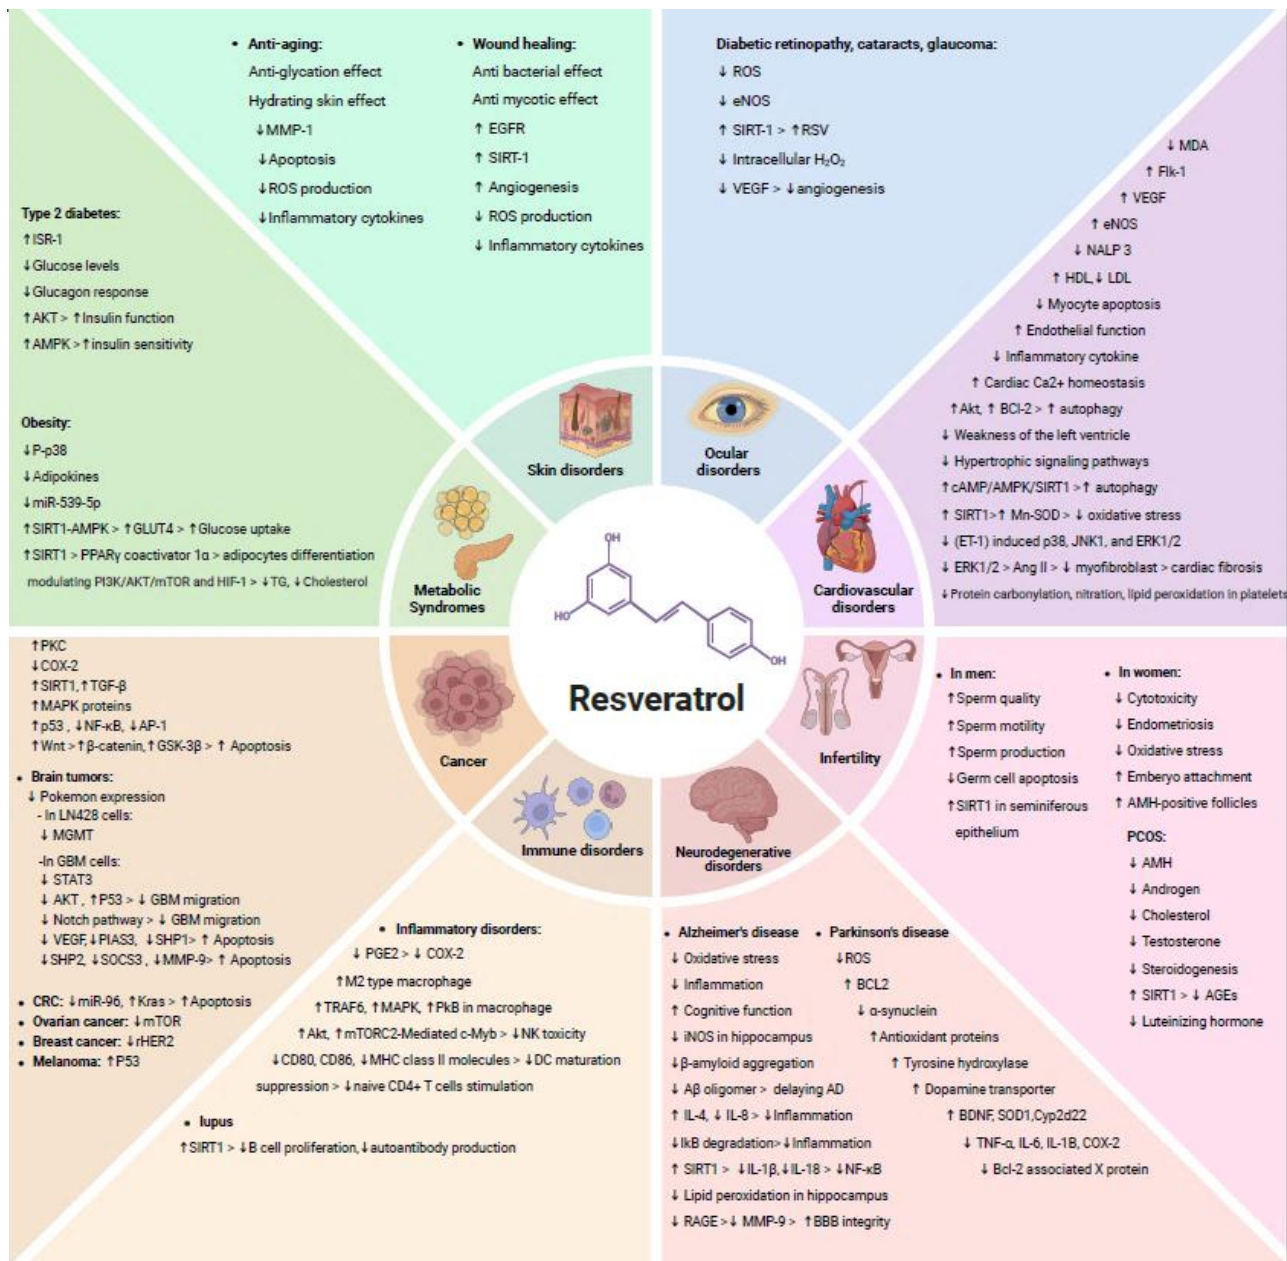 • Anti-aging:
Anti-glycation effect
Hydrating skin effect
↓MMP-1
↓Apoptosis
↓ROS production
↓Inflammatory cytokines
• Wound healing:
Anti bacterial effect
Anti mycotic effect
↑ EGFR
↑ SIRT-1
↑ Angiogenesis
↓ ROS production
↓ Inflammatory cytokines
Diabetic retinopathy, cataracts, glaucoma:
↓ ROS
↓ eNOS
↑ SIRT-1 > ↑RSV
↓ Intracellular H₂O₂
↓ VEGF > ↓angiogenesis
↓ MDA
↑ Flk-1
↑ VEGF
↑ eNOS
↓ NALP 3
↑ HDL,↓ LDL
↓ Myocyte apoptosis
↑ Endothelial function
↓ Inflammatory cytokine
↑ Cardiac Ca2+ homeostasis
↑Akt, ↑ BCl-2 > ↑ autophagy
↓ Weakness of the left ventricle
↓ Hypertrophic signaling pathways
↑cAMP/AMPK/SIRT1 >↑ autophagy
↑ SIRT1>↑ Mn-SOD > ↓ oxidative stress
↓ (ET-1) induced p38, JNK1, and ERK1/2
↓ ERK1/2 > Ang II > ↓ myofibroblast > cardiac fibrosis
↓Protein carbonylation, nitration, lipid peroxidation in platelets
Type 2 diabetes:
↑ISR-1
↓Glucose levels
↓Glucagon response
↑AKT > ↑Insulin function
↑AMPK >↑insulin sensitivity
Obesity:
↓P-p38
↓Adipokines
↓miR-539-5p
↑SIRT1-AMPK > ↑GLUT4 > ↑Glucose uptake
↑SIRT1 > PPARγ coactivator 1α > adipocytes differentiation
modulating PI3K/AKT/mTOR and HIF-1 > ↓TG, ↓Cholesterol
Skin disorders
Ocular
disorders
Metabolic
Syndromes
Cardiovascular
disorders
OH
HO
OH
Resveratrol
Cancer
Infertility
Immune disorders
Neurodegenerative
disorders
↑PKC
↓COX-2
↑SIRT1,↑TGF-β
↑MAPK proteins
↑p53 , ↓NF-κB, ↓AP-1
↑Wnt >↑β-catenin,↑GSK-3β > ↑ Apoptosis
• Brain tumors:
↓ Pokemon expression
- In LN428 cells:
↓ MGMT
-In GBM cells:
↓ STAT3
↓ AKT , ↑P53 > ↓ GBM migration
↓ Notch pathway > ↓ GBM migration
↓ VEGF,↓PIAS3, ↓SHP1> ↑ Apoptosis
↓SHP2, ↓SOCS3 , ↓MMP-9> ↑ Apoptosis
• CRC: ↓miR-96, ↑Kras > ↑Apoptosis
• Ovarian cancer: ↓mTOR
• Breast cancer: ↓rHER2
• Melanoma: ↑P53
• Inflammatory disorders:
↓ PGE2 > ↓ COX-2
↑M2 type macrophage
↑TRAF6, ↑MAPK, ↑PkB in macrophage
↑Akt, ↑mTORC2-Mediated c-Myb > ↓NK toxicity
↓CD80, CD86, ↓MHC class II molecules > ↓DC maturation
suppression > ↓naive CD4+ T cells stimulation
• lupus
↑SIRT1 > ↓B cell proliferation,↓autoantibody production
• Alzheimer's disease
↓ Oxidative stress
↓ Inflammation
↑ Cognitive function
↓ iNOS in hippocampus
↓β-amyloid aggregation
↓ Aβ oligomer > delaying AD
↑ IL-4, ↓ IL-8 > ↓Inflammation
↓IkB degradation>↓Inflammation
↑ SIRT1 > ↓IL-1β,↓IL-18 > ↓NF-κB
↓ Lipid peroxidation in hippocampus
↓ RAGE >↓ MMP-9 > ↑BBB integrity
• Parkinson's disease
↓ROS
↑ BCL2
↓ α-synuclein
↑Antioxidant proteins
↑ Tyrosine hydroxylase
↑ Dopamine transporter
↑ BDNF, SOD1,Cyp2d22
↓ TNF-α, IL-6, IL-1B, COX-2
↓ Bcl-2 associated X protein
• In men:
↑Sperm quality
↑Sperm motility
↑Sperm production
↓Germ cell apoptosis
↑SIRT1 in seminiferous
epithelium
• In women:
↓ Cytotoxicity
↓ Endometriosis
↓ Oxidative stress
↑ Emberyo attachment
↑ AMH-positive follicles
PCOS:
↓ AMH
↓ Androgen
↓ Cholesterol
↓ Testosterone
↓ Steroidogenesis
↑ SIRT1 > ↓ AGEs
↓ Luteinizing hormone